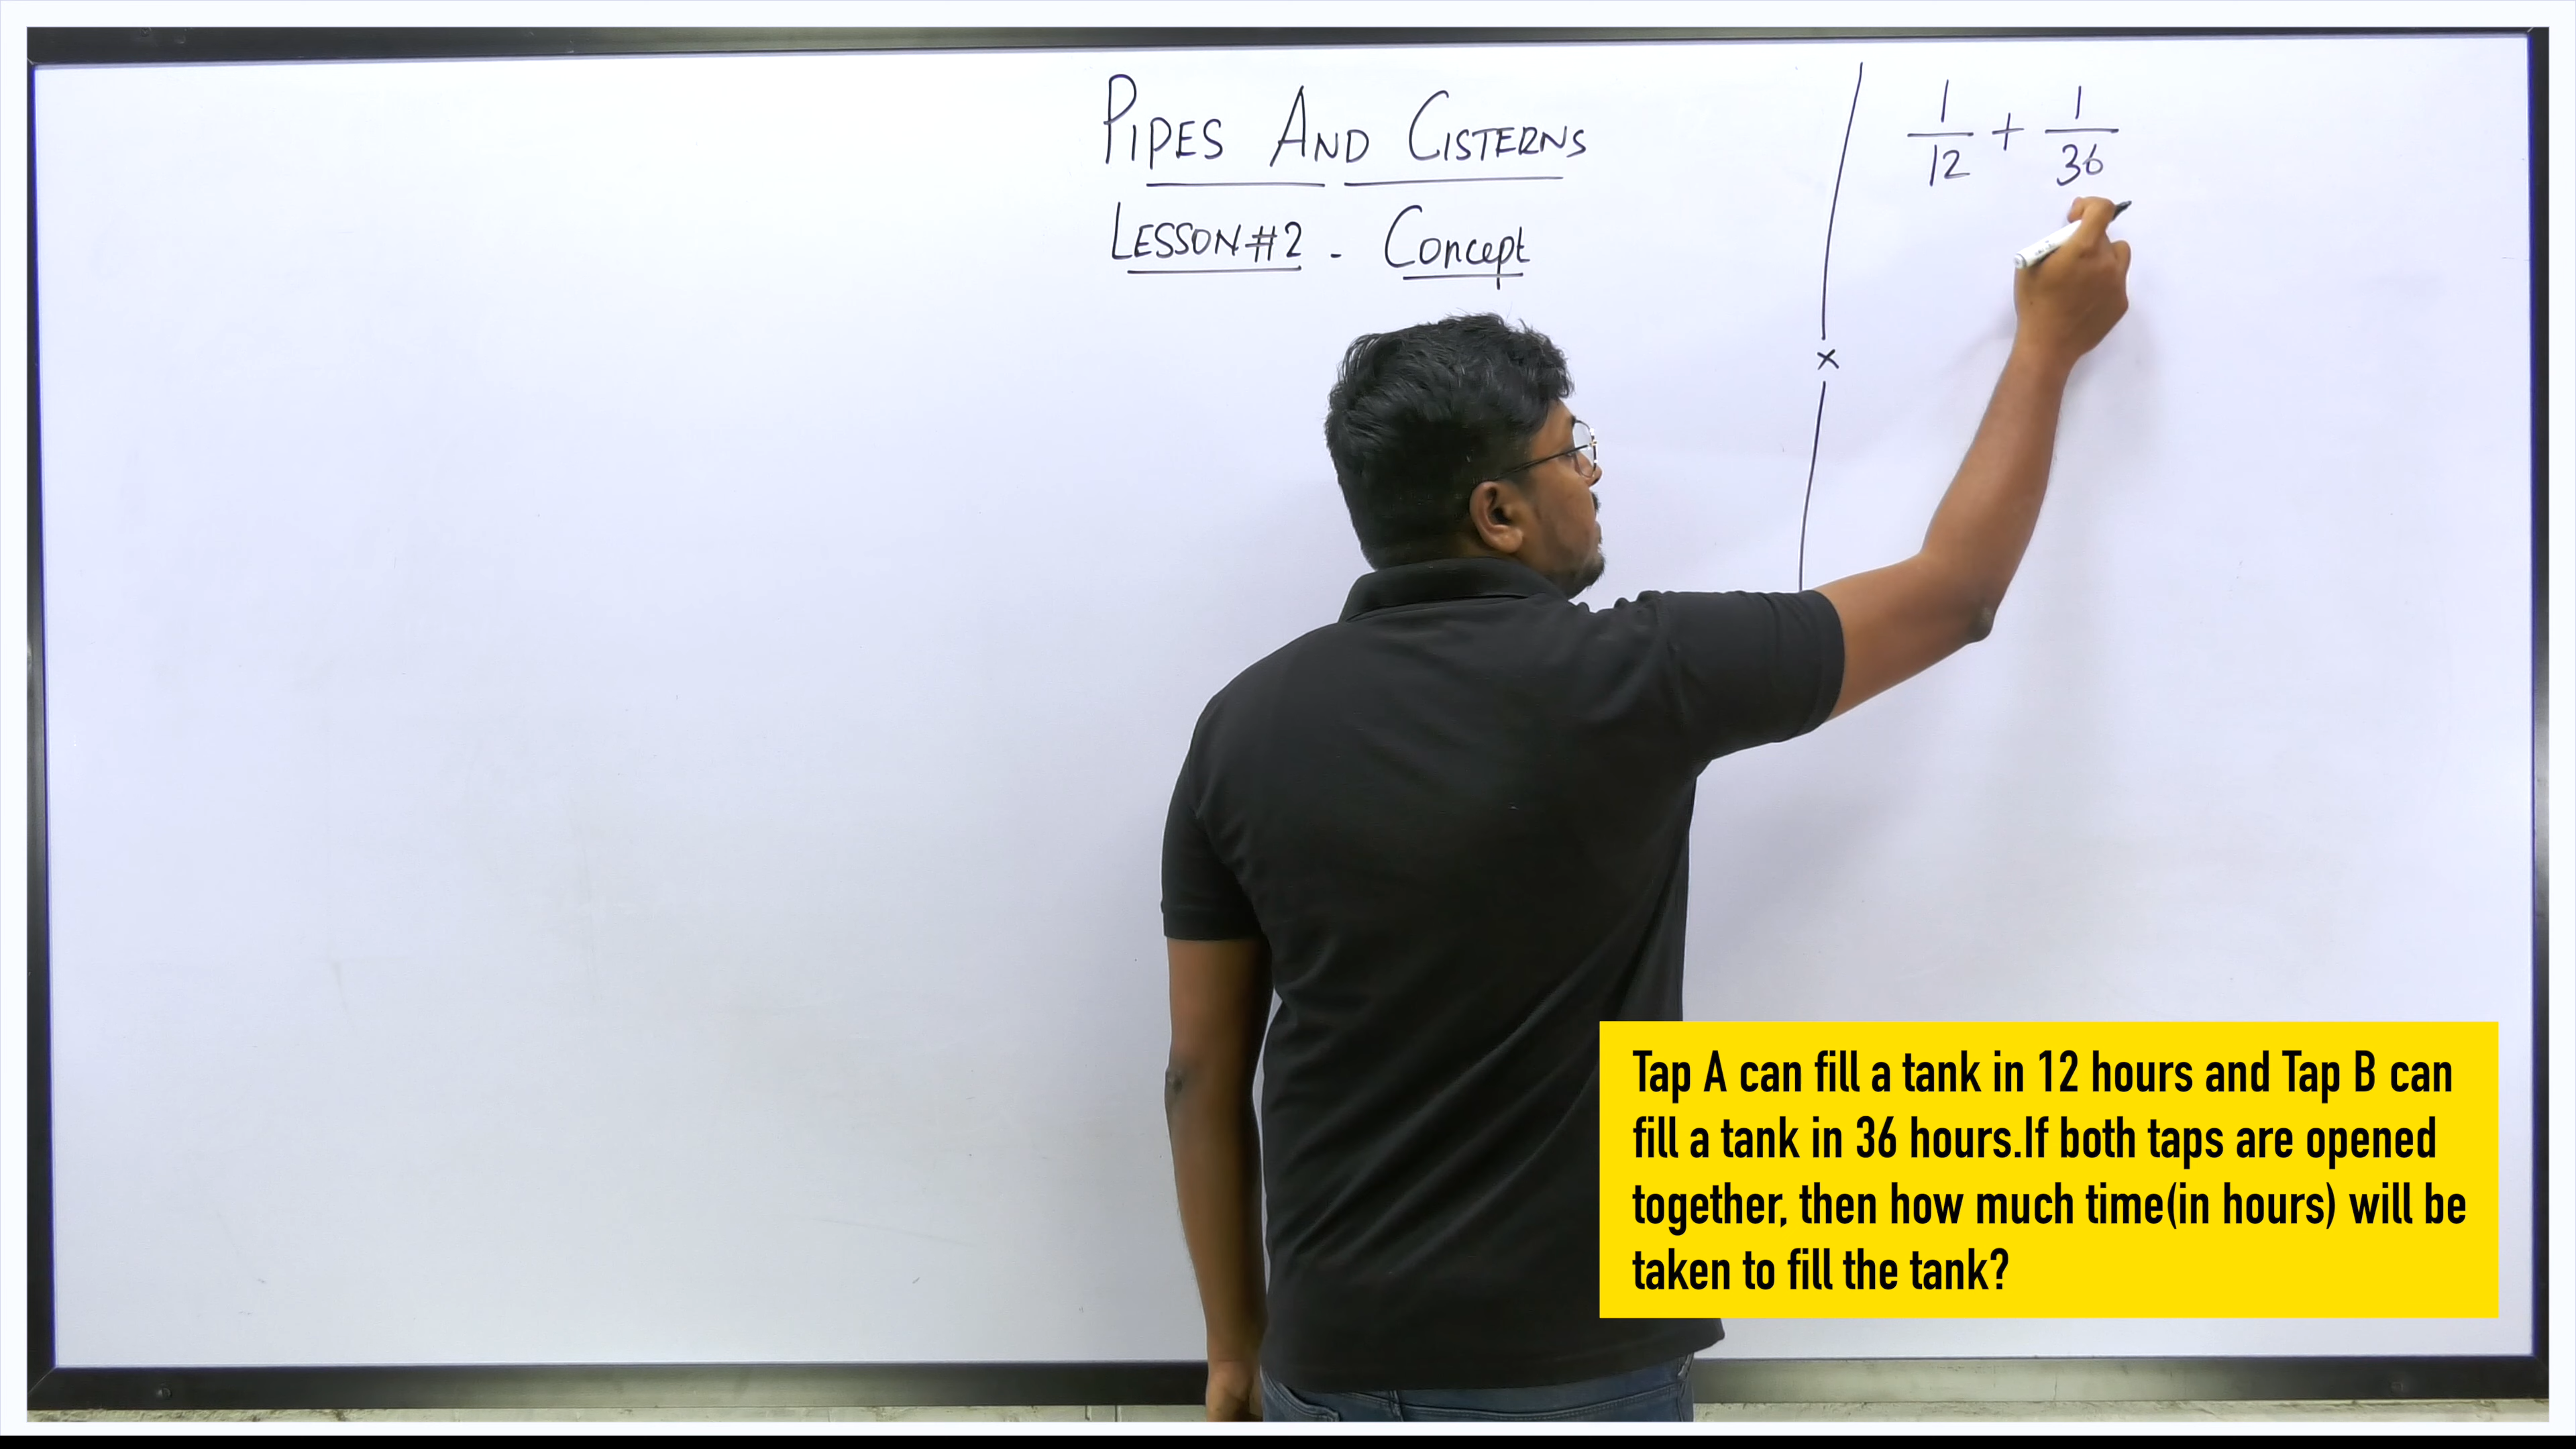 PIPES AND CISTERNS
LESSON#2 - Concept
x
1/12 + 1/36
Tap A can fill a tank in 12 hours and Tap B can
fill a tank in 36 hours.If both taps are opened
together, then how much time(in hours) will be
taken to fill the tank?